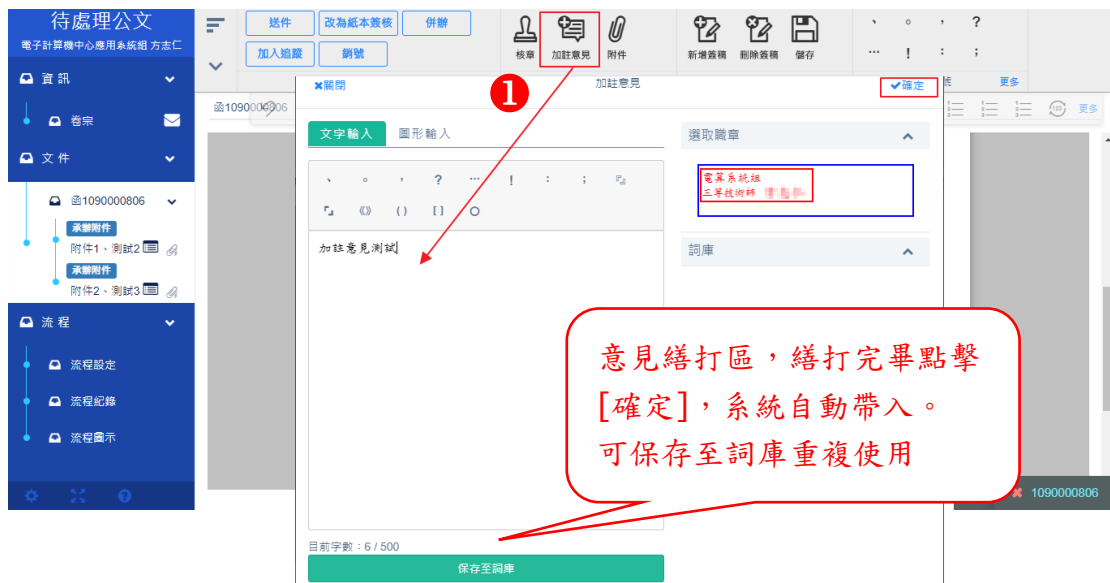 待處理公文
電子計算機中心應用系統組 方志仁
資訊
卷宗
文件
函1090000806
承辦附件
附件1、測試2
承辦附件
附件2、測試3
流程
流程設定
流程紀錄
流程圖示
送件
改為紙本簽核
併辦
加入追蹤
銷號
核章
加註意見
附件
新增簽稿
刪除簽稿
儲存
、 。 , ?
… ! : ;
更多
函1090000806
更多
✖關閉
加註意見
✔確定
1
文字輸入
圖形輸入
、 。 , ? … ! : ; 『』
「」 《》 ( ) [ ] ○
加註意見測試
選取職章
電算系統組
三等技術師
詞庫
意見繕打區,繕打完畢點擊
[確定],系統自動帶入。
可保存至詞庫重複使用
✖ 1090000806
目前字數:6 / 500
保存至詞庫